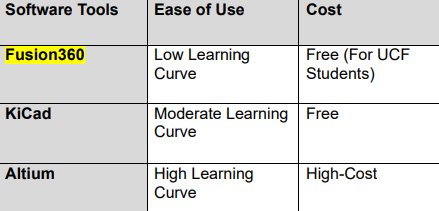 Software Tools Ease of Use Cost
Fusion360 Low Learning Free (For UCF
Curve Students)
KiCad Moderate Learning Free
Curve
Altium High Learning High-Cost
Curve